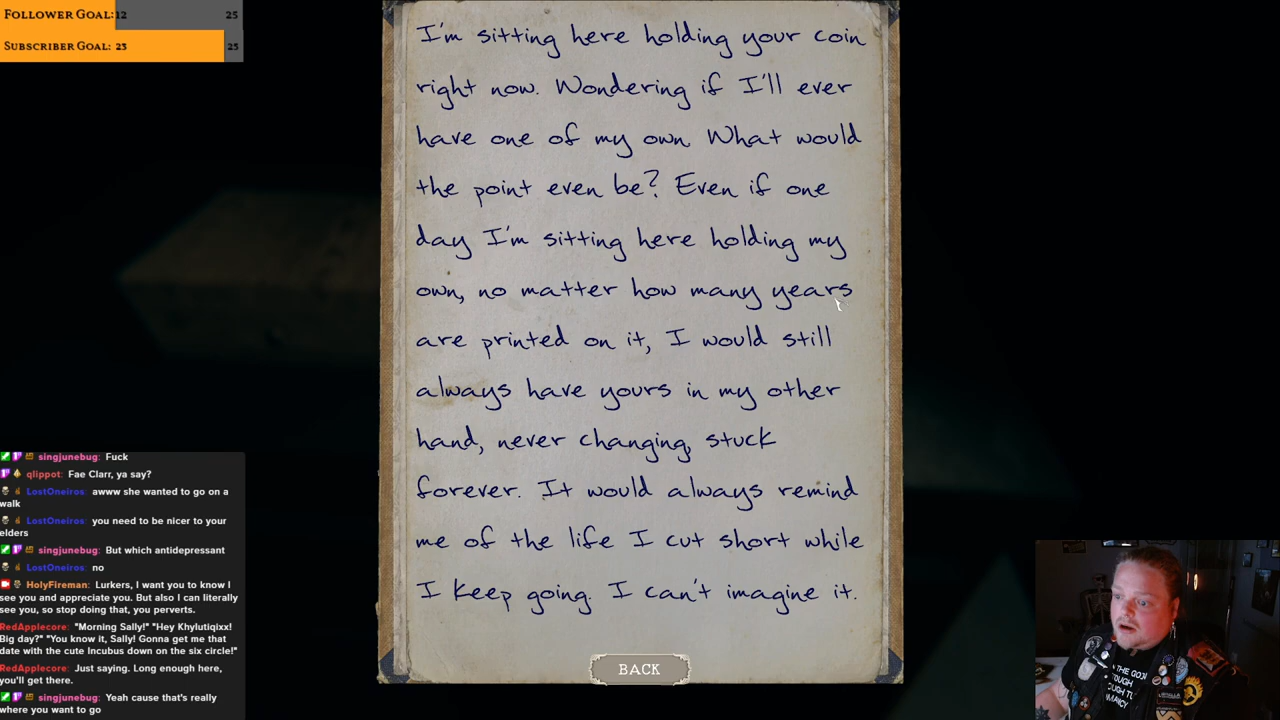 FOLLOWER GOAL: 12 25
SUBSCRIBER GOAL: 23 25
I'm sitting here holding your coin
right now. Wondering if I'll ever
have one of my own. What would
the point even be? Even if one
day I'm sitting here holding my
own, no matter how many years
are printed on it, I would still
always have yours in my other
hand, never changing, stuck
forever. It would always remind
me of the life I cut short while
I keep going. I can't imagine it.
BACK
singjunebug: Fuck
qlippot: Fae Clarr, ya say?
LostOneiros: awww she wanted to go on a
walk
LostOneiros: you need to be nicer to your
elders
singjunebug: But which antidepressant
LostOneiros: no
HolyFireman: Lurkers, I want you to know I
see you and appreciate you. But also I can literally
see you, so stop doing that, you perverts.
RedApplecore: "Morning Sally!" "Hey Khylutiqixx!
Big day?" "You know it, Sally! Gonna get me that
date with the cute Incubus down on the six circle!"
RedApplecore: Just saying. Long enough here,
you'll get there.
singjunebug: Yeah cause that's really
where you want to go